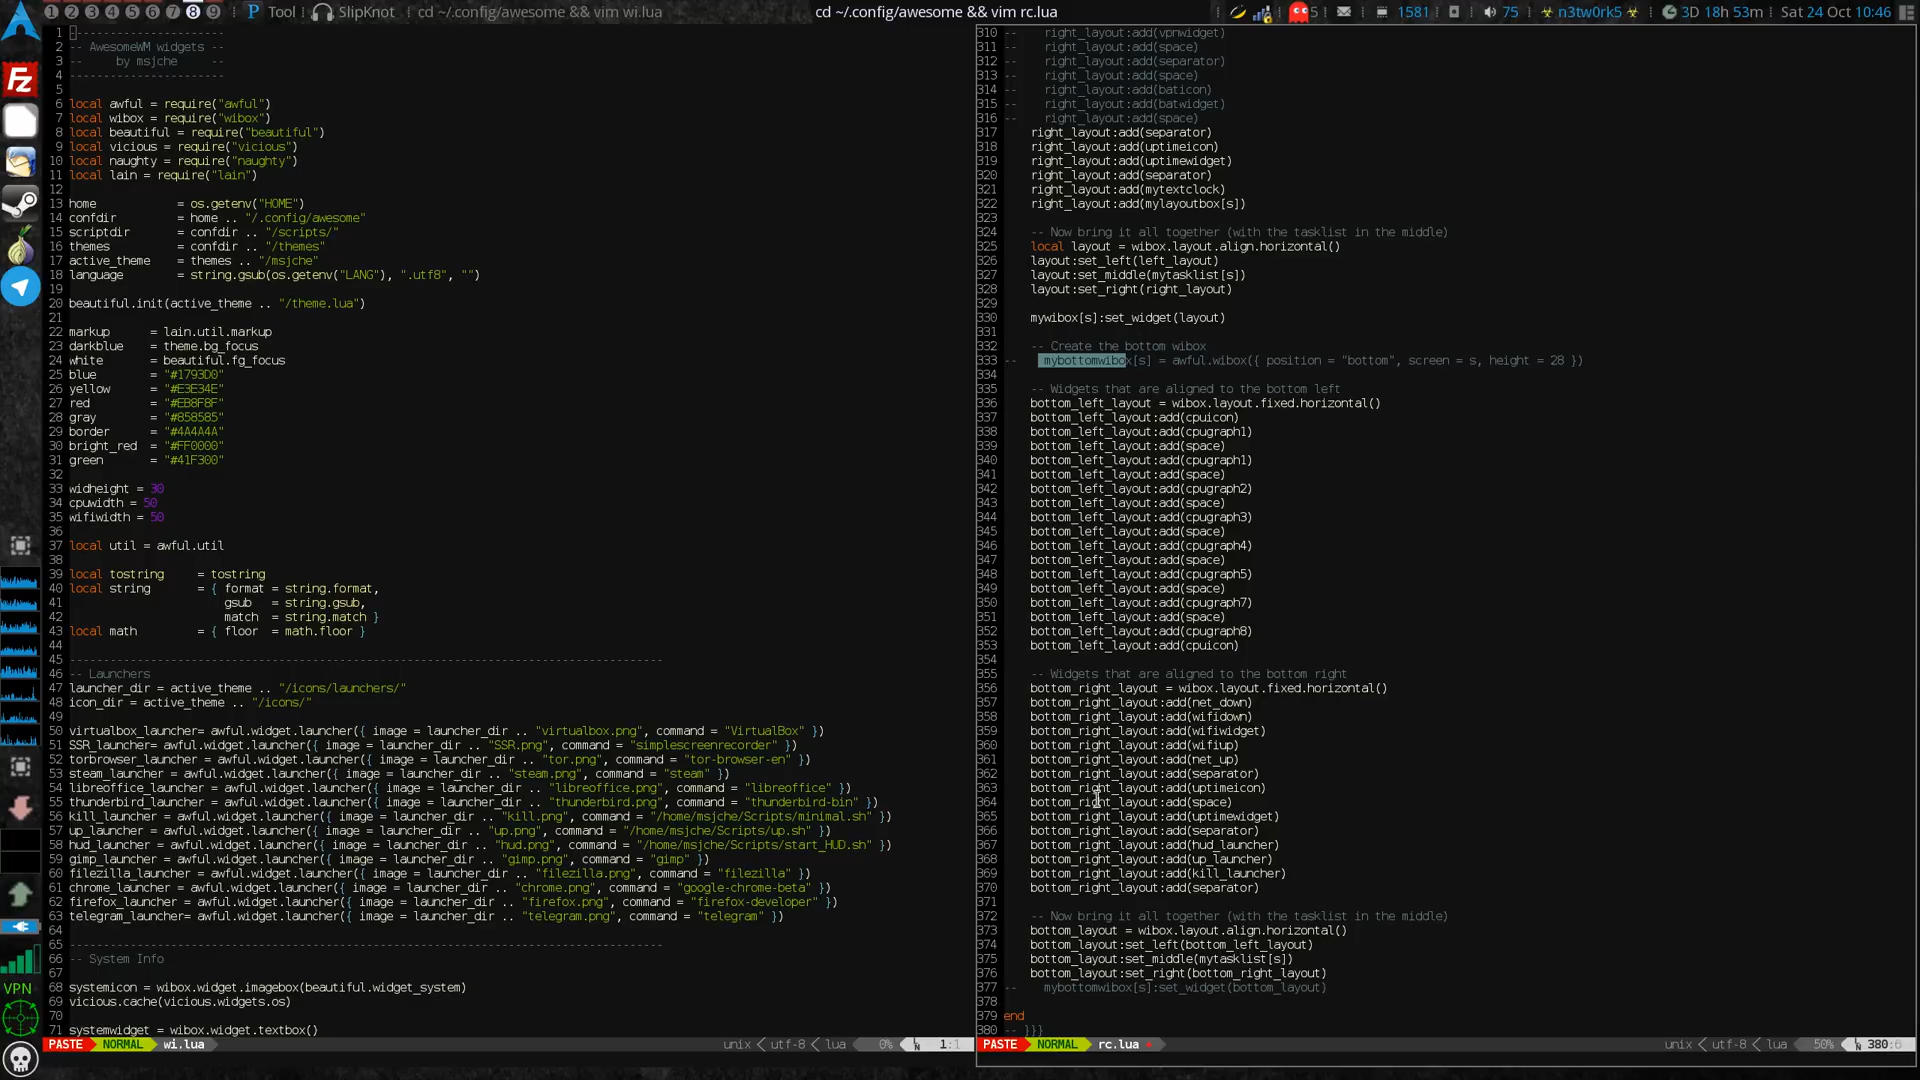 1 2 3 4 5 6 7 8 9 P Tool SlipKnot cd ~/.config/awesome && vim wi.lua cd ~/.config/awesome && vim rc.lua 5 1581 75 n3tw0rk5 3D 18h 53m Sat 24 Oct 10:46
1 -----------------------
2 -- AwesomeWM widgets --
3 --     by msjche     --
4 -----------------------
5
6 local awful = require("awful")
7 local wibox = require("wibox")
8 local beautiful = require("beautiful")
9 local vicious = require("vicious")
10 local naughty = require("naughty")
11 local lain = require("lain")
12
13 home            = os.getenv("HOME")
14 confdir         = home .. "/.config/awesome"
15 scriptdir       = confdir .. "/scripts/"
16 themes          = confdir .. "/themes"
17 active_theme    = themes .. "/msjche"
18 language        = string.gsub(os.getenv("LANG"), ".utf8", "")
19
20 beautiful.init(active_theme .. "/theme.lua")
21
22 markup      = lain.util.markup
23 darkblue    = theme.bg_focus
24 white       = beautiful.fg_focus
25 blue        = "#1793D0"
26 yellow      = "#E3E34E"
27 red         = "#EB8F8F"
28 gray        = "#858585"
29 border      = "#4A4A4A"
30 bright_red  = "#FF0000"
31 green       = "#41F300"
32
33 widheight = 30
34 cpuwidth = 50
35 wifiwidth = 50
36
37 local util = awful.util
38
39 local tostring     = tostring
40 local string       = { format = string.format,
41                        gsub   = string.gsub,
42                        match  = string.match }
43 local math         = { floor  = math.floor }
44
45 ----------------------------------------------------------------------------------------
46 -- Launchers
47 launcher_dir = active_theme .. "/icons/launchers/"
48 icon_dir = active_theme .. "/icons/"
49
50 virtualbox_launcher= awful.widget.launcher({ image = launcher_dir .. "virtualbox.png", command = "VirtualBox" })
51 SSR_launcher= awful.widget.launcher({ image = launcher_dir .. "SSR.png", command = "simplescreenrecorder" })
52 torbrowser_launcher = awful.widget.launcher({ image = launcher_dir .. "tor.png", command = "tor-browser-en" })
53 steam_launcher = awful.widget.launcher({ image = launcher_dir .. "steam.png", command = "steam" })
54 libreoffice_launcher = awful.widget.launcher({ image = launcher_dir .. "libreoffice.png", command = "libreoffice" })
55 thunderbird_launcher = awful.widget.launcher({ image = launcher_dir .. "thunderbird.png", command = "thunderbird-bin" })
56 kill_launcher = awful.widget.launcher({ image = launcher_dir .. "kill.png", command = "/home/msjche/Scripts/minimal.sh" })
57 up_launcher = awful.widget.launcher({ image = launcher_dir .. "up.png", command = "/home/msjche/Scripts/up.sh" })
58 hud_launcher = awful.widget.launcher({ image = launcher_dir .. "hud.png", command = "/home/msjche/Scripts/start_HUD.sh" })
59 gimp_launcher = awful.widget.launcher({ image = launcher_dir .. "gimp.png", command = "gimp" })
60 filezilla_launcher = awful.widget.launcher({ image = launcher_dir .. "filezilla.png", command = "filezilla" })
61 chrome_launcher = awful.widget.launcher({ image = launcher_dir .. "chrome.png", command = "google-chrome-beta" })
62 firefox_launcher = awful.widget.launcher({ image = launcher_dir .. "firefox.png", command = "firefox-developer" })
63 telegram_launcher= awful.widget.launcher({ image = launcher_dir .. "telegram.png", command = "telegram" })
64
65 ----------------------------------------------------------------------------------------
66 -- System Info
67
68 systemicon = wibox.widget.imagebox(beautiful.widget_system)
69 vicious.cache(vicious.widgets.os)
70
71 systemwidget = wibox.widget.textbox()
PASTE NORMAL wi.lua unix < utf-8 < lua 0% 1:1
310 --    right_layout:add(vpnwidget)
311 --    right_layout:add(space)
312 --    right_layout:add(separator)
313 --    right_layout:add(space)
314 --    right_layout:add(baticon)
315 --    right_layout:add(batwidget)
316 --    right_layout:add(space)
317     right_layout:add(separator)
318     right_layout:add(uptimeicon)
319     right_layout:add(uptimewidget)
320     right_layout:add(separator)
321     right_layout:add(mytextclock)
322     right_layout:add(mylayoutbox[s])
323
324     -- Now bring it all together (with the tasklist in the middle)
325     local layout = wibox.layout.align.horizontal()
326     layout:set_left(left_layout)
327     layout:set_middle(mytasklist[s])
328     layout:set_right(right_layout)
329
330     mywibox[s]:set_widget(layout)
331
332     -- Create the bottom wibox
333 --    mybottomwibox[s] = awful.wibox({ position = "bottom", screen = s, height = 28 })
334
335     -- Widgets that are aligned to the bottom left
336     bottom_left_layout = wibox.layout.fixed.horizontal()
337     bottom_left_layout:add(cpuicon)
338     bottom_left_layout:add(cpugraph1)
339     bottom_left_layout:add(space)
340     bottom_left_layout:add(cpugraph1)
341     bottom_left_layout:add(space)
342     bottom_left_layout:add(cpugraph2)
343     bottom_left_layout:add(space)
344     bottom_left_layout:add(cpugraph3)
345     bottom_left_layout:add(space)
346     bottom_left_layout:add(cpugraph4)
347     bottom_left_layout:add(space)
348     bottom_left_layout:add(cpugraph5)
349     bottom_left_layout:add(space)
350     bottom_left_layout:add(cpugraph7)
351     bottom_left_layout:add(space)
352     bottom_left_layout:add(cpugraph8)
353     bottom_left_layout:add(cpuicon)
354
355     -- Widgets that are aligned to the bottom right
356     bottom_right_layout = wibox.layout.fixed.horizontal()
357     bottom_right_layout:add(net_down)
358     bottom_right_layout:add(wifidown)
359     bottom_right_layout:add(wifiwidget)
360     bottom_right_layout:add(wifiup)
361     bottom_right_layout:add(net_up)
362     bottom_right_layout:add(separator)
363     bottom_right_layout:add(uptimeicon)
364     bottom_right_layout:add(space)
365     bottom_right_layout:add(uptimewidget)
366     bottom_right_layout:add(separator)
367     bottom_right_layout:add(hud_launcher)
368     bottom_right_layout:add(up_launcher)
369     bottom_right_layout:add(kill_launcher)
370     bottom_right_layout:add(separator)
371
372     -- Now bring it all together (with the tasklist in the middle)
373     bottom_layout = wibox.layout.align.horizontal()
374     bottom_layout:set_left(bottom_left_layout)
375     bottom_layout:set_middle(mytasklist[s])
376     bottom_layout:set_right(bottom_right_layout)
377 --    mybottomwibox[s]:set_widget(bottom_layout)
378
379 end
380 -- }}}
PASTE NORMAL rc.lua unix < utf-8 < lua 50% 380:6
Fz
VPN